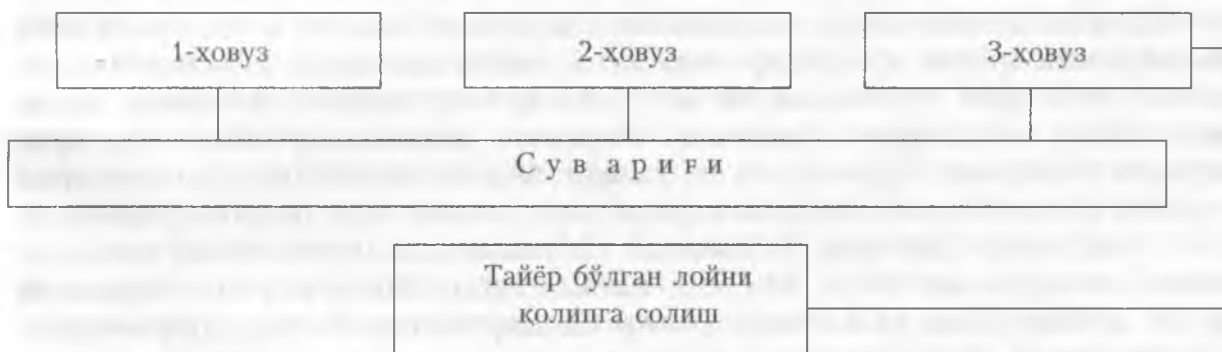 1-ҳовуз
2-ҳовуз
3-ҳовуз
Сув ариғи
Тайёр бўлган лойни
қолипга солиш